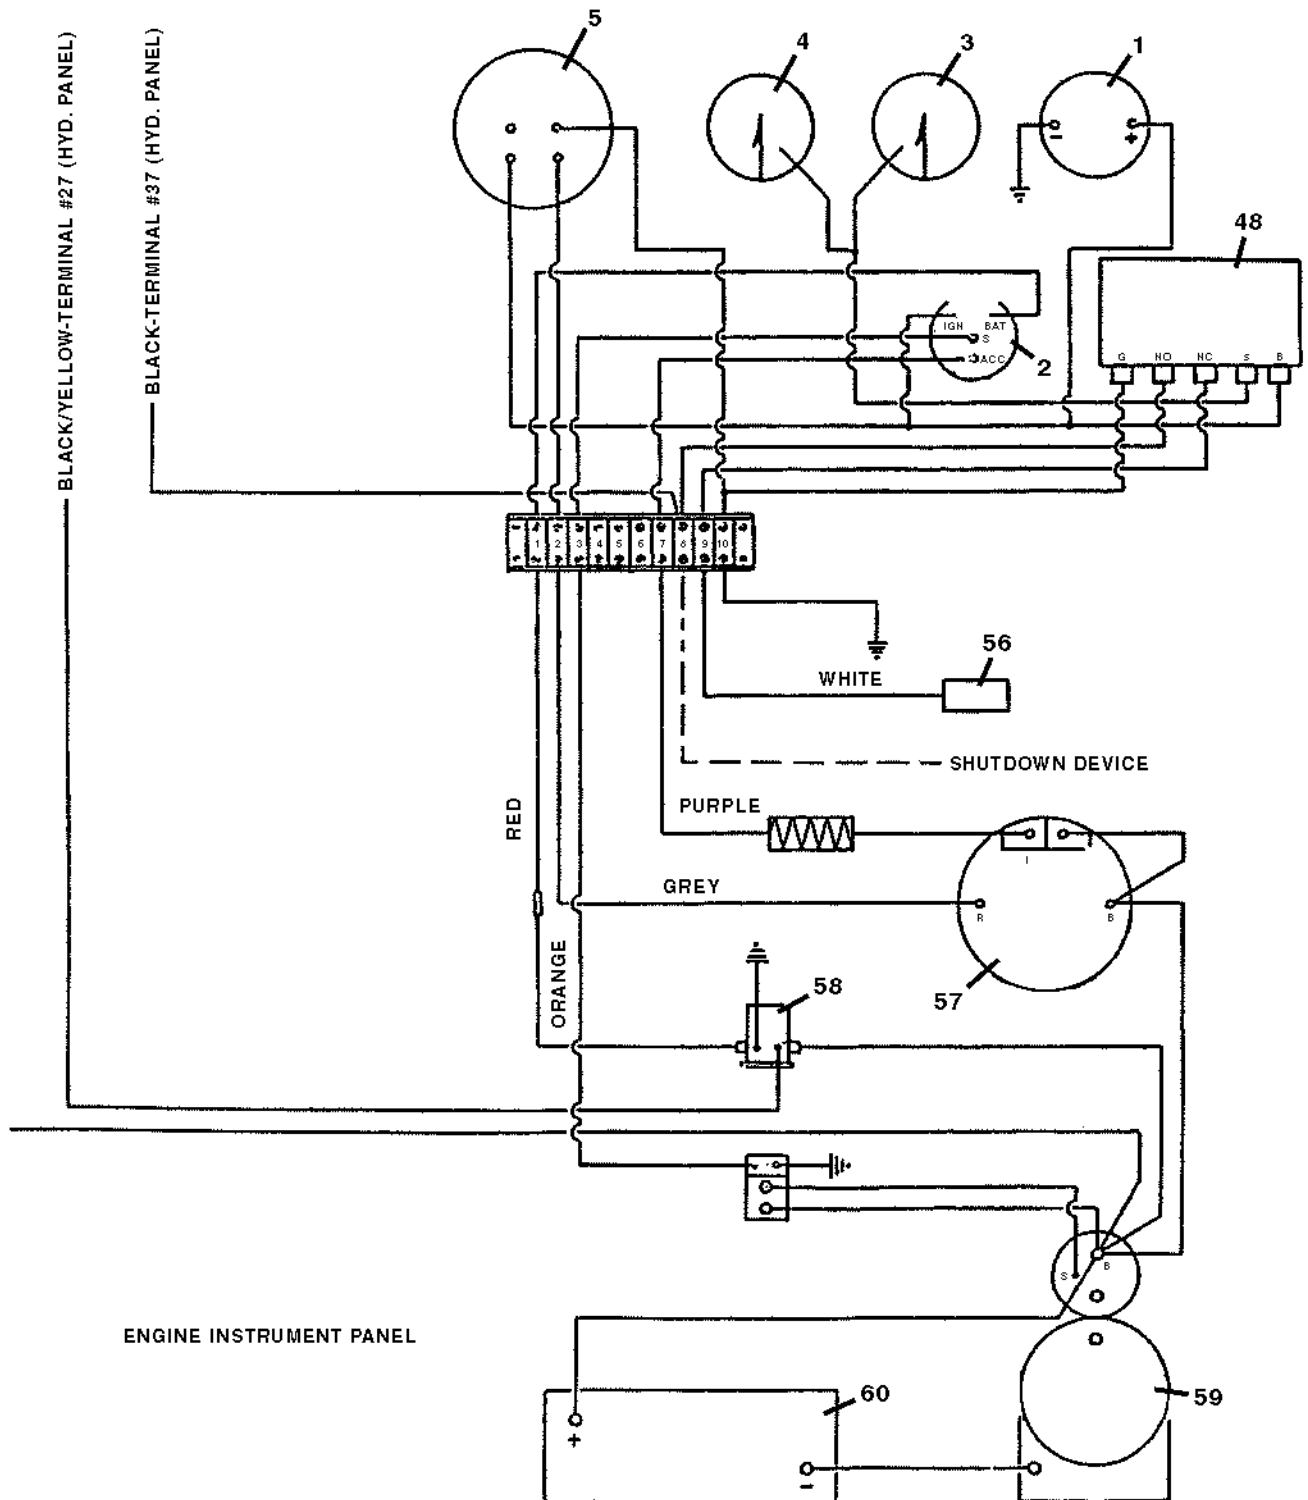 5
4
3
1
BLACK/YELLOW-TERMINAL #27 (HYD. PANEL)
BLACK-TERMINAL #37 (HYD. PANEL)
- +
48
IGN BAT
S
ACC
2
G NO NC S B
1 2 3 4 5 6 7 8 9 10
56
WHITE
SHUTDOWN DEVICE
RED
PURPLE
I
GREY
R B
57
ORANGE
58
B
S
ENGINE INSTRUMENT PANEL
60
59
+
-